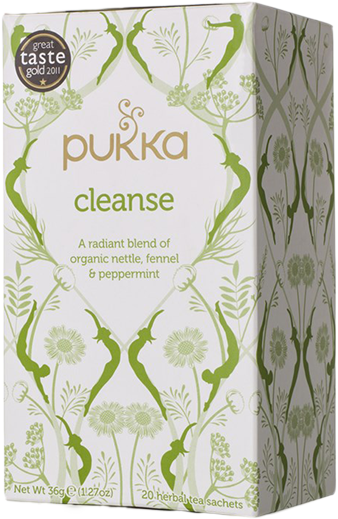 great
taste
gold 2011
pukka
cleanse
A radiant blend of
organic nettle, fennel
& peppermint
Net Wt 36g ℮ (1.27oz)
20 herbal tea sachets